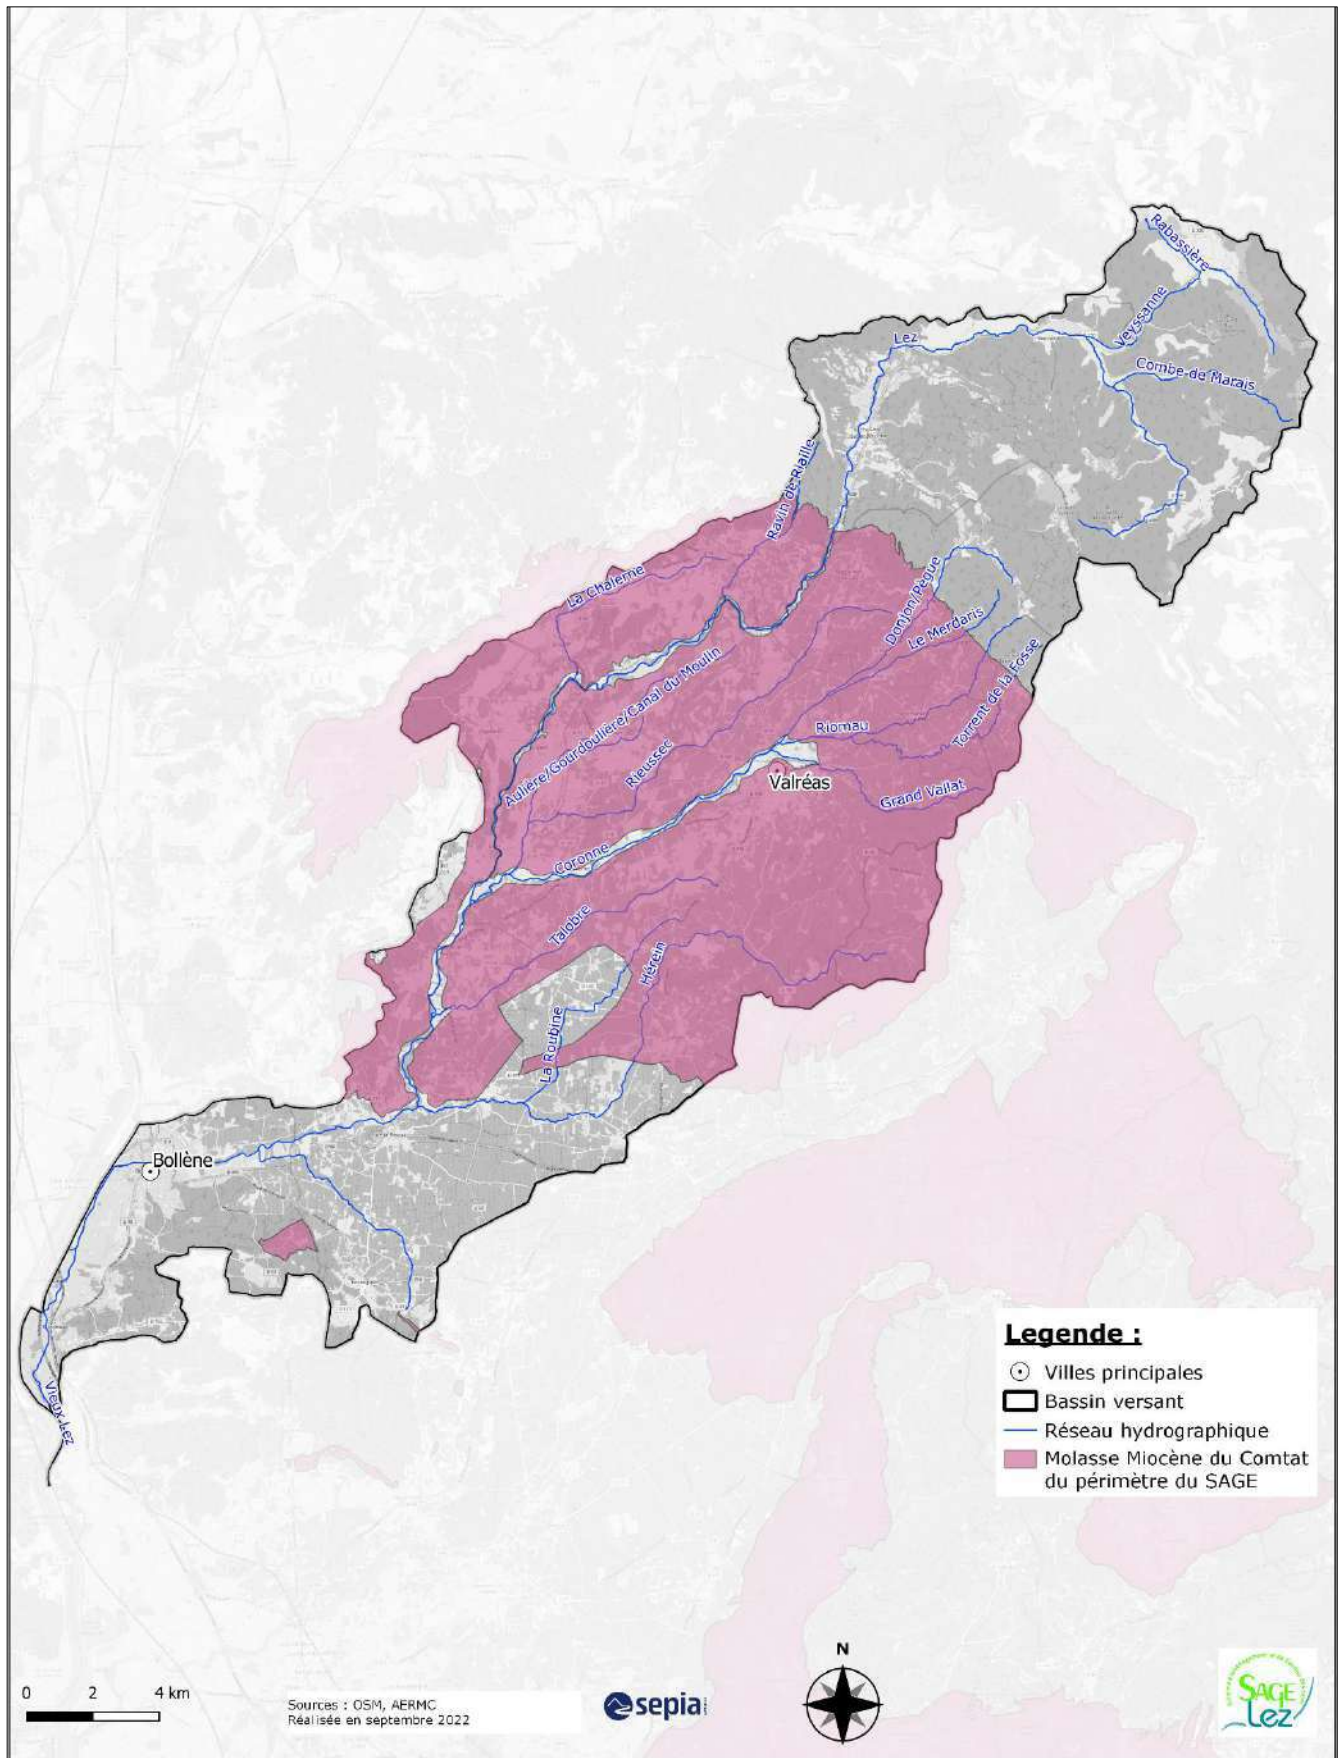 Rabassière
Veyssanne
Lez
Combe de Marais
Ravin de Riaille
La Chalerne
Donjon/Pègue
Le Merdaris
Torrent de la Fosse
Aulière/Gourdoulière/Canal du Moulin
Riomau
Rieussec
Valréas
Grand Vallat
Coronne
Talobre
Hérein
La Roubine
Bollène
Vieux Lez
Legende :
Villes principales
Bassin versant
Réseau hydrographique
Molasse Miocène du Comtat
du périmètre du SAGE
N
0 2 4 km
Sources : OSM, AERMC
Réalisée en septembre 2022
sepia
SAGE
Lez